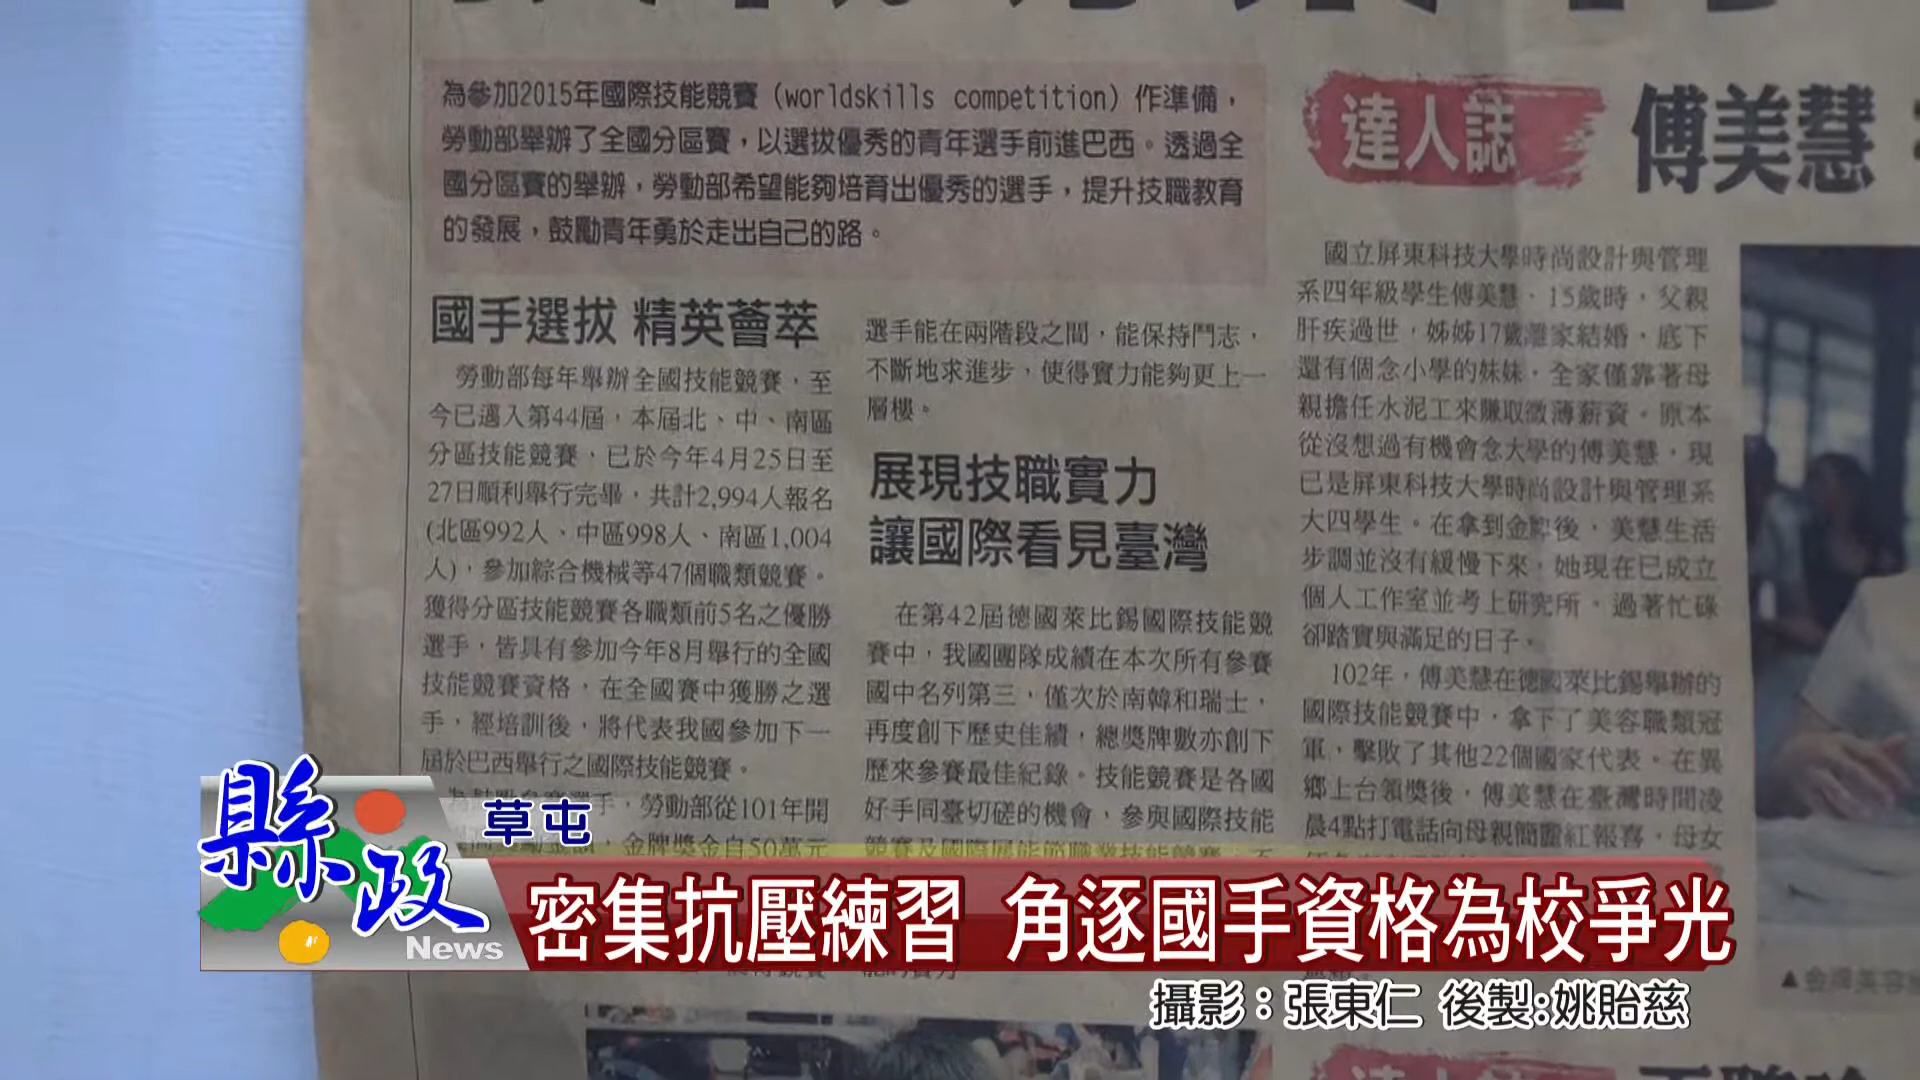 為參加2015年國際技能競賽（worldskills competition）作準備，
勞動部舉辦了全國分區賽，以選拔優秀的青年選手前進巴西。透過全
國分區賽的舉辦，勞動部希望能夠培育出優秀的選手，提升技職教育
的發展，鼓勵青年勇於走出自己的路。
國手選拔 精英薈萃
勞動部每年舉辦全國技能競賽，至
今已邁入第44屆，本屆北、中、南區
分區技能競賽，已於今年4月25日至
27日順利舉行完畢，共計2,994人報名
(北區992人、中區998人、南區1,004
人)，參加綜合機械等47個職類競賽。
獲得分區技能競賽各職類前5名之優勝
選手，皆具有參加今年8月舉行的全國
技能競賽資格，在全國賽中獲勝之選
手，經培訓後，將代表我國參加下一
屆於巴西舉行之國際技能競賽。
選手，勞動部從101年開
金牌獎金自50萬元
選手能在兩階段之間，能保持鬥志，
不斷地求進步，使得實力能夠更上一
層樓。
展現技職實力
讓國際看見臺灣
在第42屆德國萊比錫國際技能競
賽中，我國團隊成績在本次所有參賽
國中名列第三，僅次於南韓和瑞士，
再度創下歷史佳績，總獎牌數亦創下
歷來參賽最佳紀錄。技能競賽是各國
好手同臺切磋的機會，參與國際技能
達人誌
傅美慧
國立屏東科技大學時尚設計與管理
系四年級學生傅美慧，15歲時，父親
肝疾過世，姊姊17歲離家結婚，底下
還有個念小學的妹妹，全家僅靠著母
親擔任水泥工來賺取微薄薪資。原本
從沒想過有機會念大學的傅美慧，現
已是屏東科技大學時尚設計與管理系
大四學生。在拿到金牌後，美慧生活
步調並沒有緩慢下來，她現在已成立
個人工作室並考上研究所，過著忙碌
卻踏實與滿足的日子。
102年，傅美慧在德國萊比錫舉辦的
國際技能競賽中，拿下了美容職類冠
軍，擊敗了其他22個國家代表。在異
鄉上台領獎後，傅美慧在臺灣時間凌
晨4點打電話向母親簡靈紅報喜，母女
▲金牌美容
縣政
News
草屯
密集抗壓練習 角逐國手資格為校爭光
攝影：張東仁 後製:姚貽慈